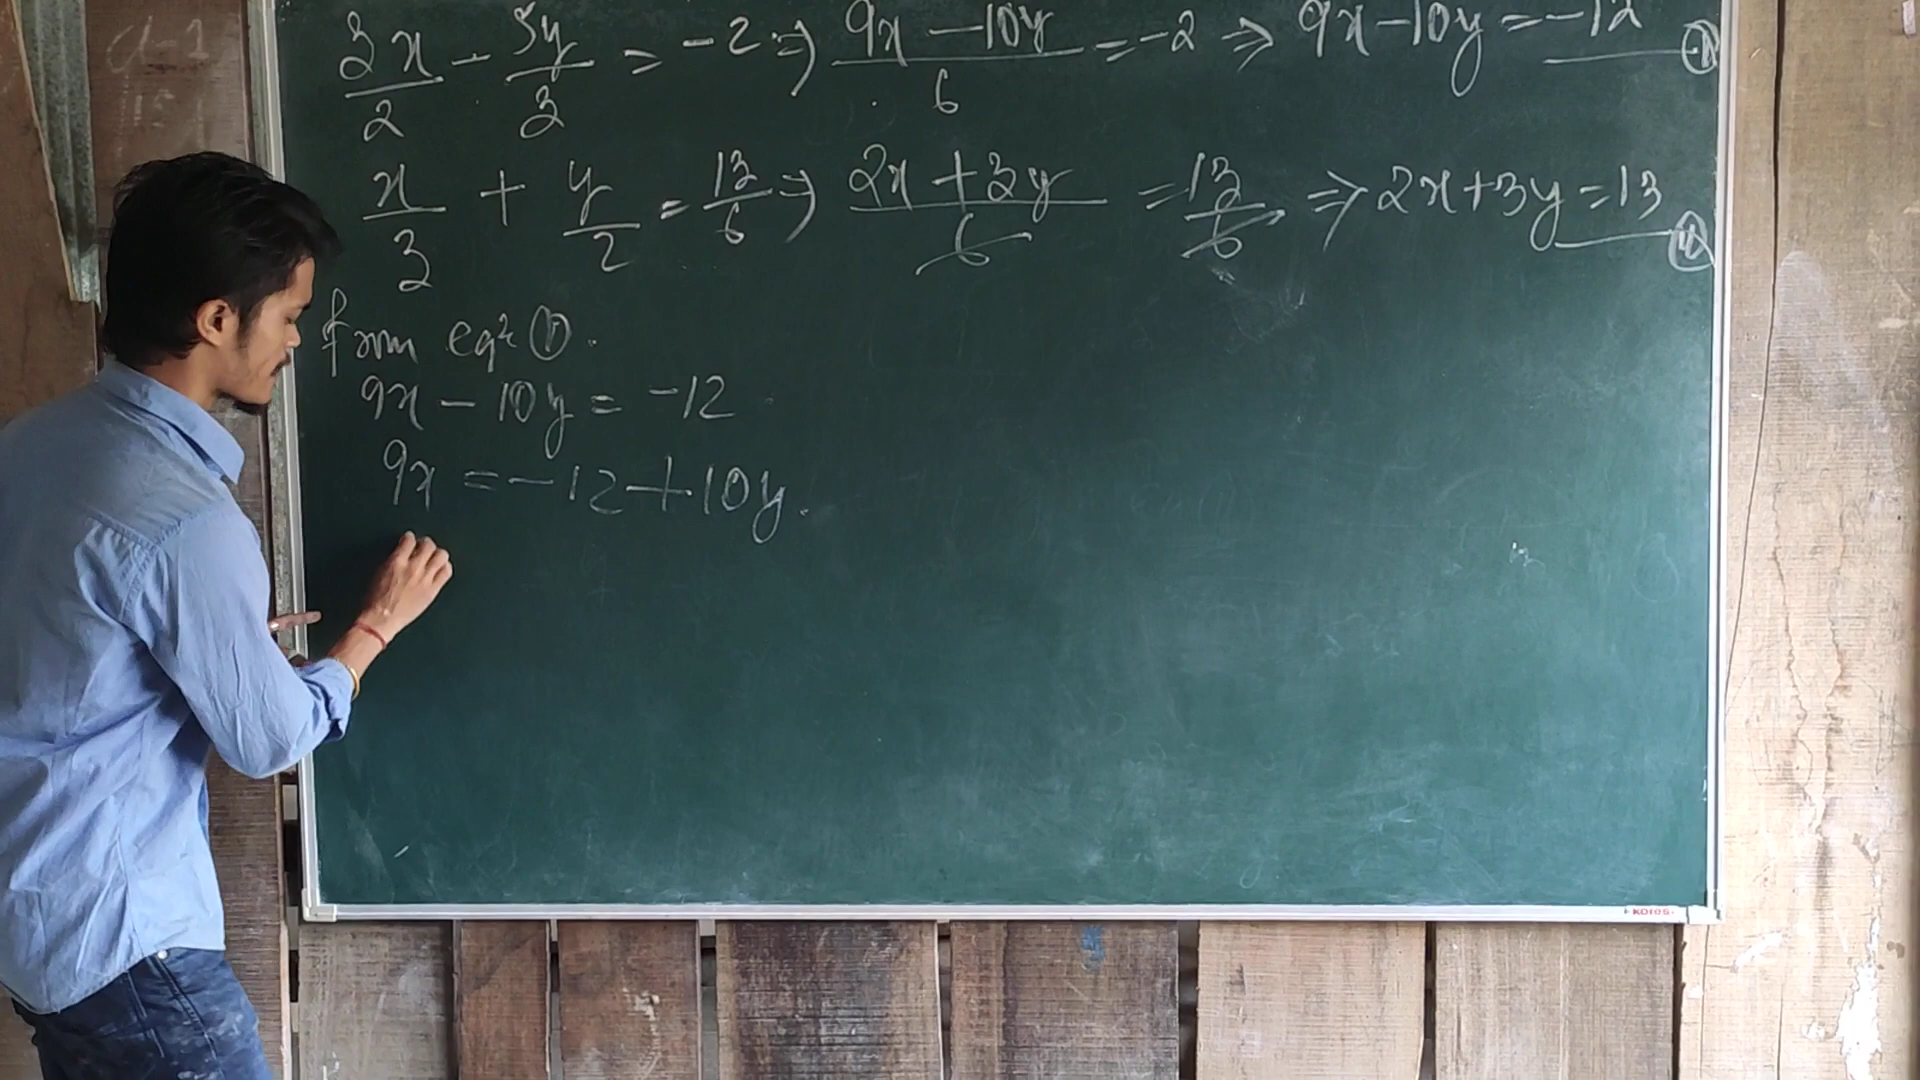 3x/2 - 5y/3 = -2 ⇒ 9x - 10y/6 = -2 ⇒ 9x - 10y = -12 (i)
x/3 + y/2 = 13/6 ⇒ 2x + 3y/6 = 13/6 ⇒ 2x + 3y = 13 (ii)
from eqn (i).
9x - 10y = -12
9x = -12 + 10y.
Kores